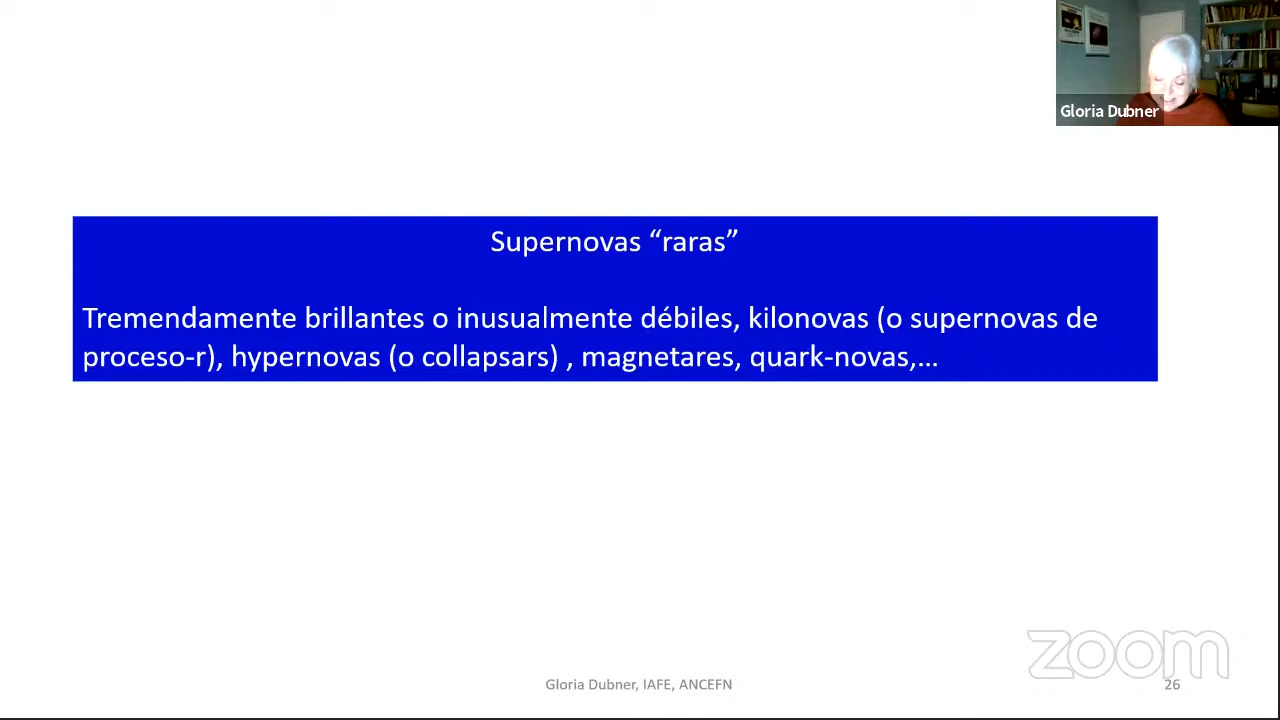 Gloria Dubner
Supernovas “raras”
Tremendamente brillantes o inusualmente débiles, kilonovas (o supernovas de
proceso-r), hypernovas (o collapsars) , magnetares, quark-novas,...
zoom
Gloria Dubner, IAFE, ANCEFN
26